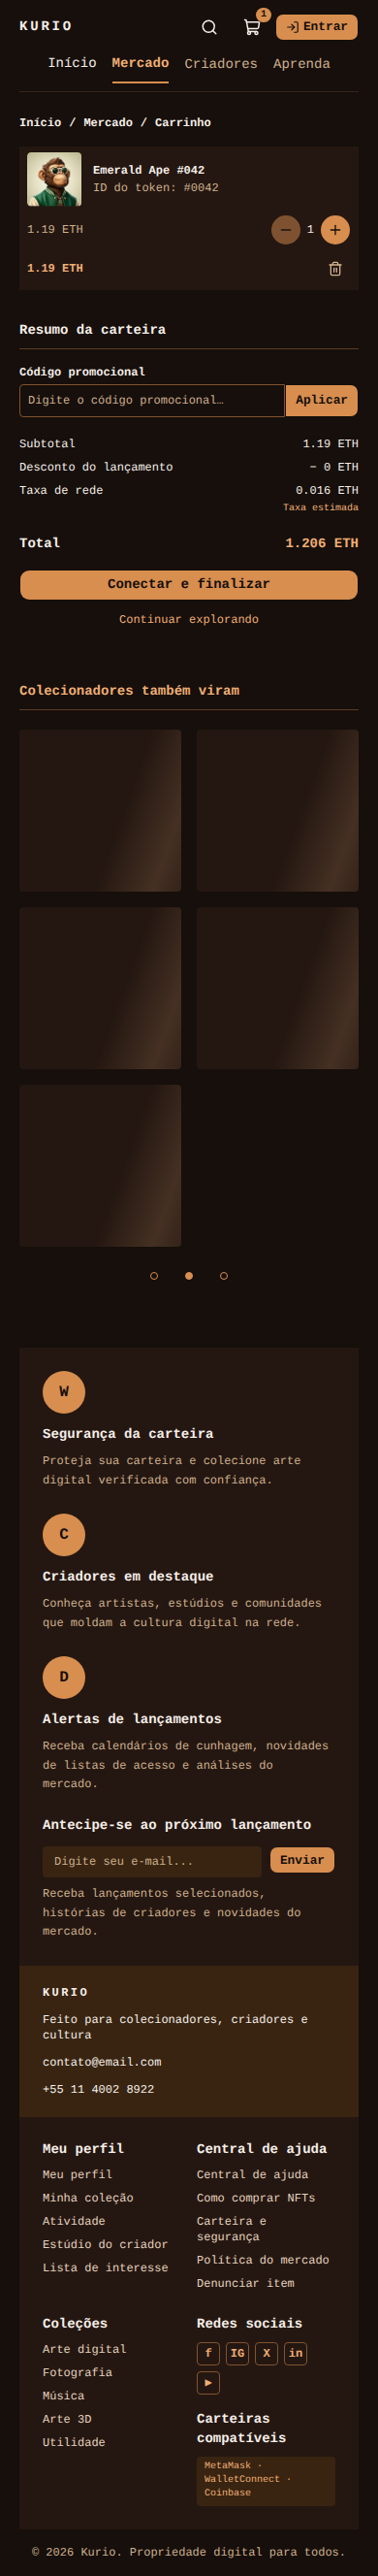 KURIO
1
Entrar
Início Mercado Criadores Aprenda
Início / Mercado / Carrinho
Emerald Ape #042
ID do token: #0042
1.19 ETH
− 1 +
1.19 ETH
Resumo da carteira
Código promocional
Digite o código promocional…
Aplicar
Subtotal 1.19 ETH
Desconto do lançamento − 0 ETH
Taxa de rede 0.016 ETH
Taxa estimada
Total 1.206 ETH
Conectar e finalizar
Continuar explorando
Colecionadores também viram
W
Segurança da carteira
Proteja sua carteira e colecione arte
digital verificada com confiança.
C
Criadores em destaque
Conheça artistas, estúdios e comunidades
que moldam a cultura digital na rede.
D
Alertas de lançamentos
Receba calendários de cunhagem, novidades
de listas de acesso e análises do
mercado.
Antecipe-se ao próximo lançamento
Digite seu e-mail...
Enviar
Receba lançamentos selecionados,
histórias de criadores e novidades do
mercado.
KURIO
Feito para colecionadores, criadores e
cultura
contato@email.com
+55 11 4002 8922
Meu perfil
Meu perfil
Minha coleção
Atividade
Estúdio do criador
Lista de interesse
Central de ajuda
Central de ajuda
Como comprar NFTs
Carteira e
segurança
Política do mercado
Denunciar item
Coleções
Arte digital
Fotografia
Música
Arte 3D
Utilidade
Redes sociais
f IG X in
▶
Carteiras
compatíveis
MetaMask ·
WalletConnect ·
Coinbase
© 2026 Kurio. Propriedade digital para todos.